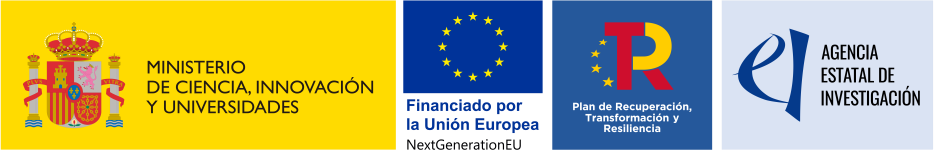 MINISTERIO
DE CIENCIA, INNOVACIÓN
Y UNIVERSIDADES
Financiado por
la Unión Europea
NextGenerationEU
TR
Plan de Recuperación,
Transformación y
Resiliencia
AGENCIA
ESTATAL DE
INVESTIGACIÓN